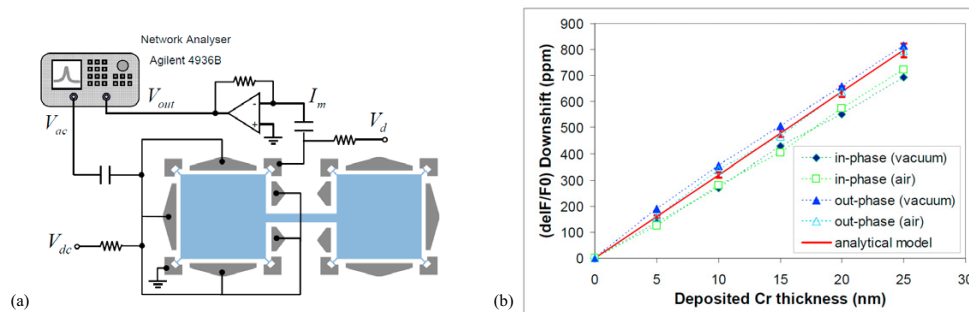 Network Analyser
Agilent 4936B
V_out
I_m
V_ac
V_d
V_dc
-
+
(a)
(b)
(delF/F0) Downshift (ppm)
900
800
700
600
500
400
300
200
100
0
in-phase (vacuum)
in-phase (air)
out-phase (vacuum)
out-phase (air)
analytical model
0 5 10 15 20 25 30
Deposited Cr thickness (nm)